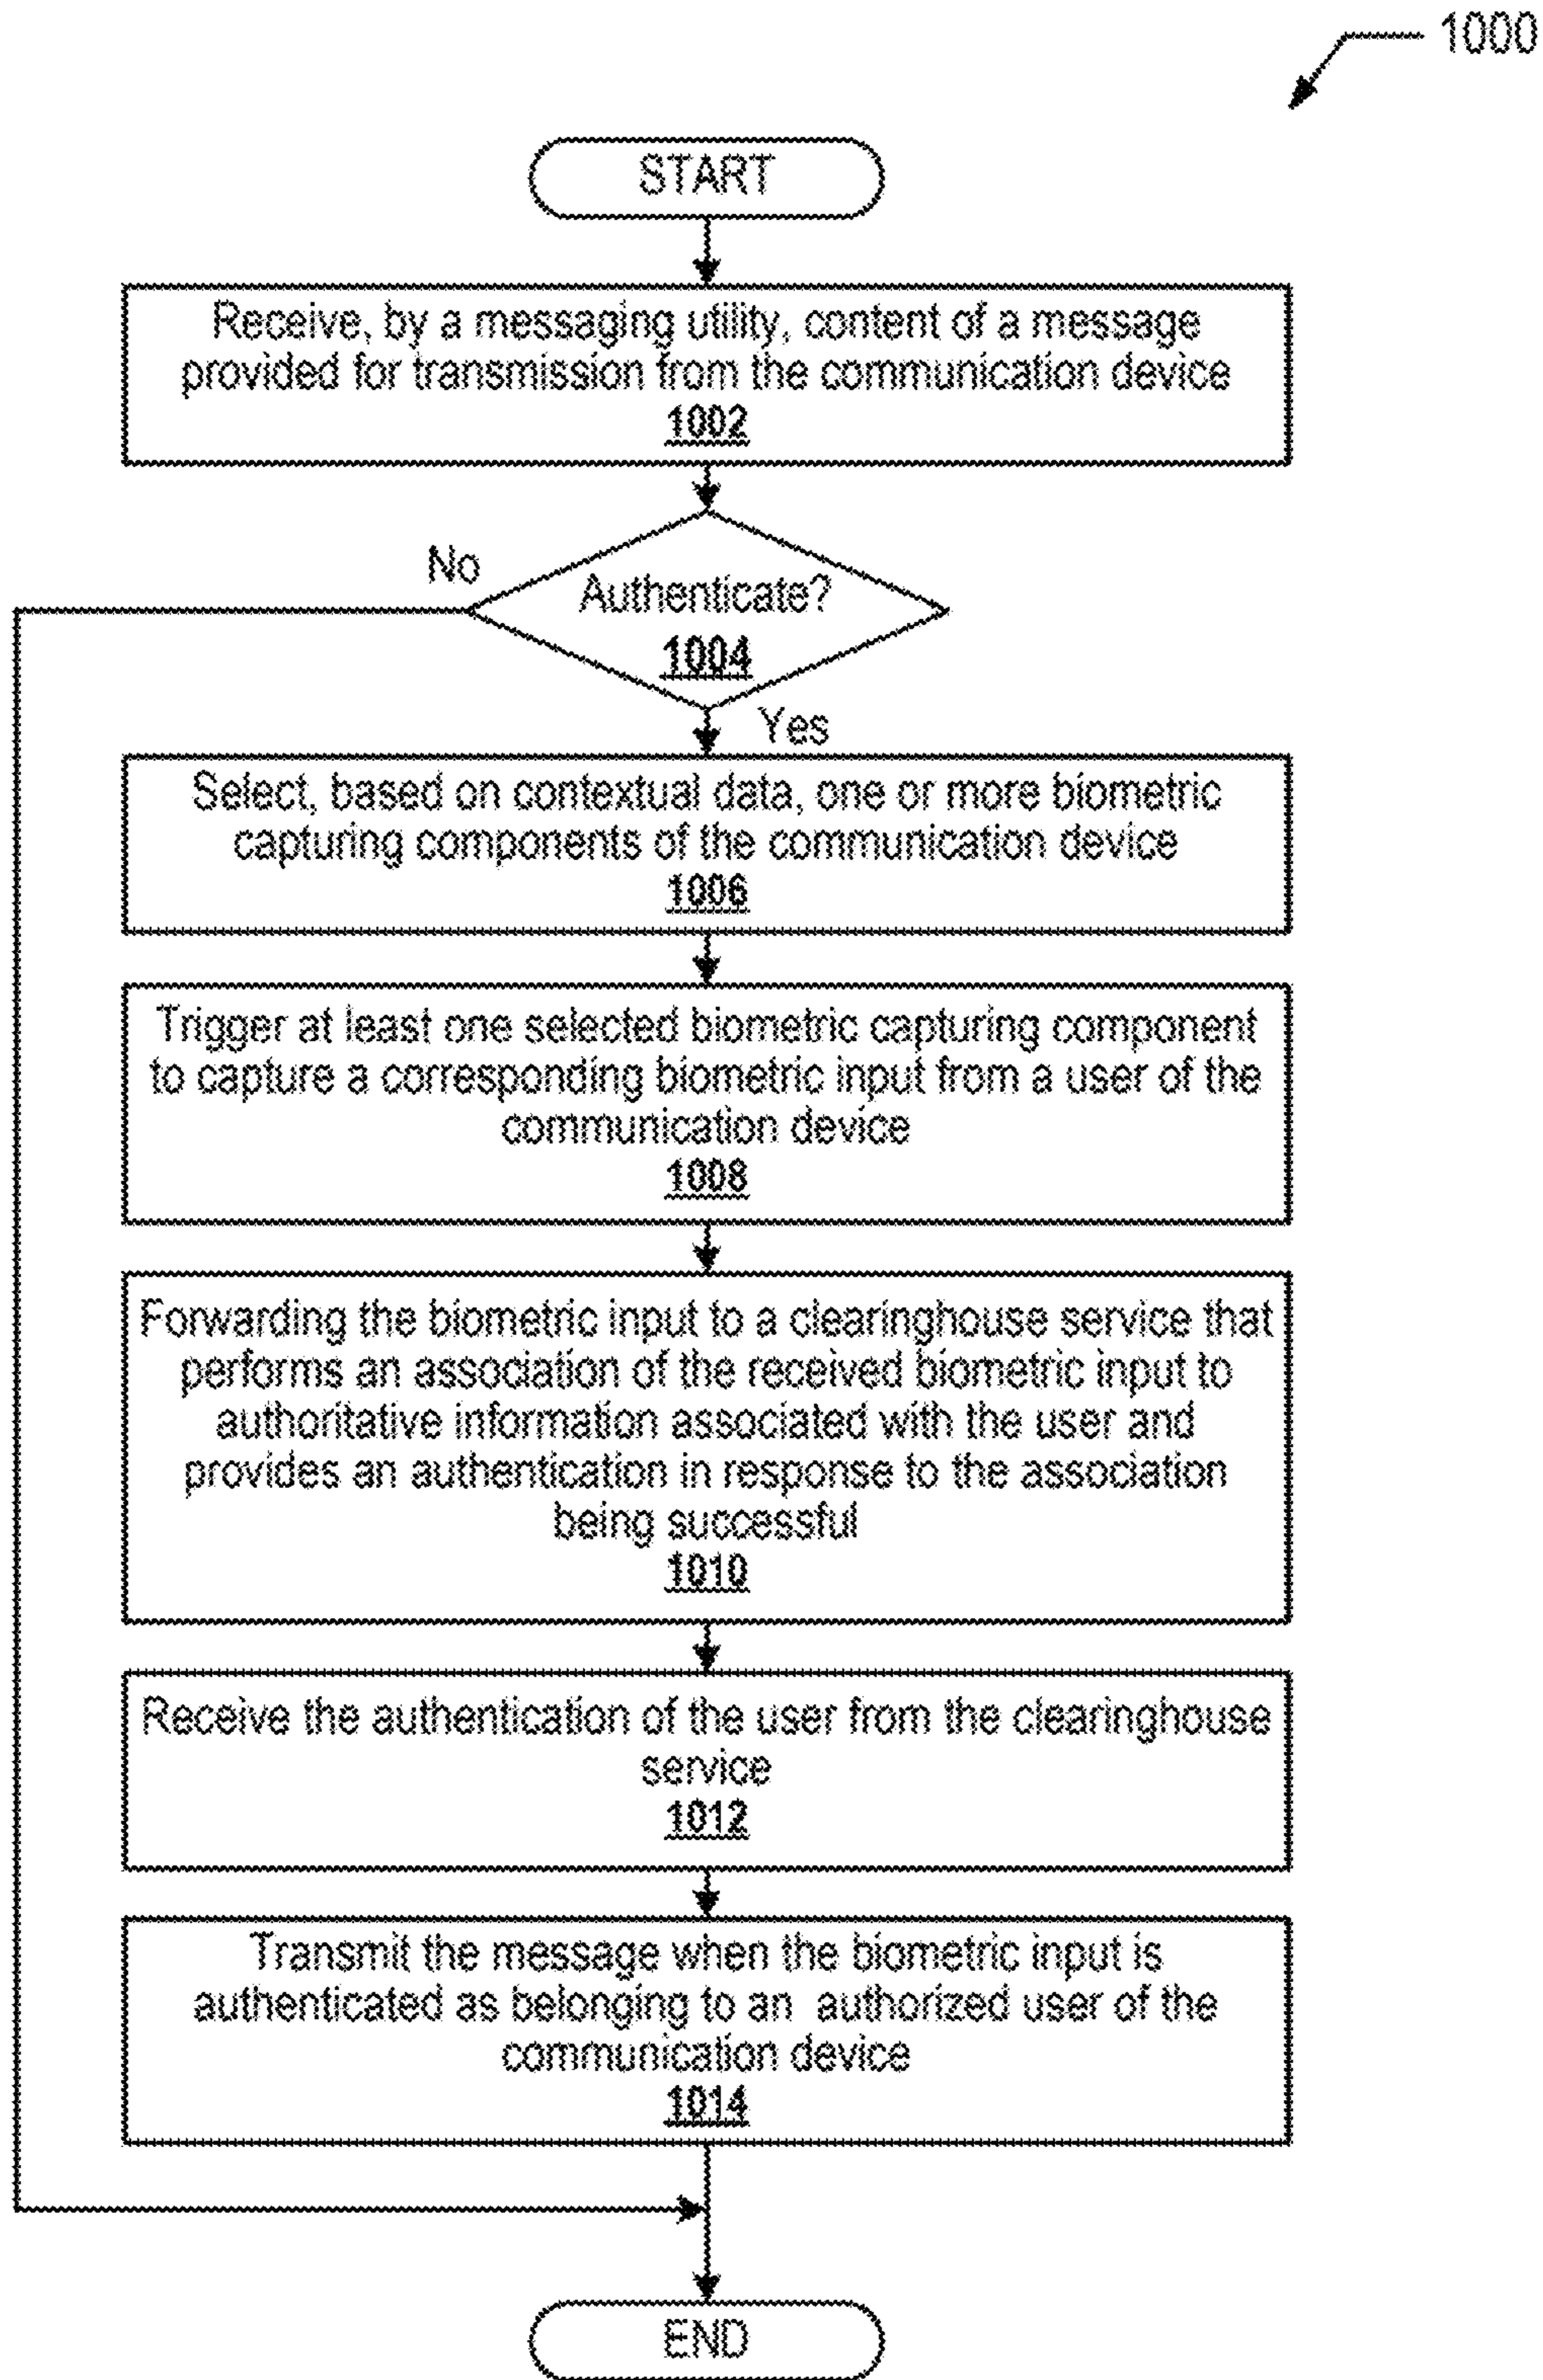 1000
START
Receive, by a messaging utility, content of a message
provided for transmission from the communication device
1002
No
Authenticate?
1004
Yes
Select, based on contextual data, one or more biometric
capturing components of the communication device
1006
Trigger at least one selected biometric capturing component
to capture a corresponding biometric input from a user of the
communication device
1008
Forwarding the biometric input to a clearinghouse service that
performs an association of the received biometric input to
authoritative information associated with the user and
provides an authentication in response to the association
being successful
1010
Receive the authentication of the user from the clearinghouse
service
1012
Transmit the message when the biometric input is
authenticated as belonging to an authorized user of the
communication device
1014
END